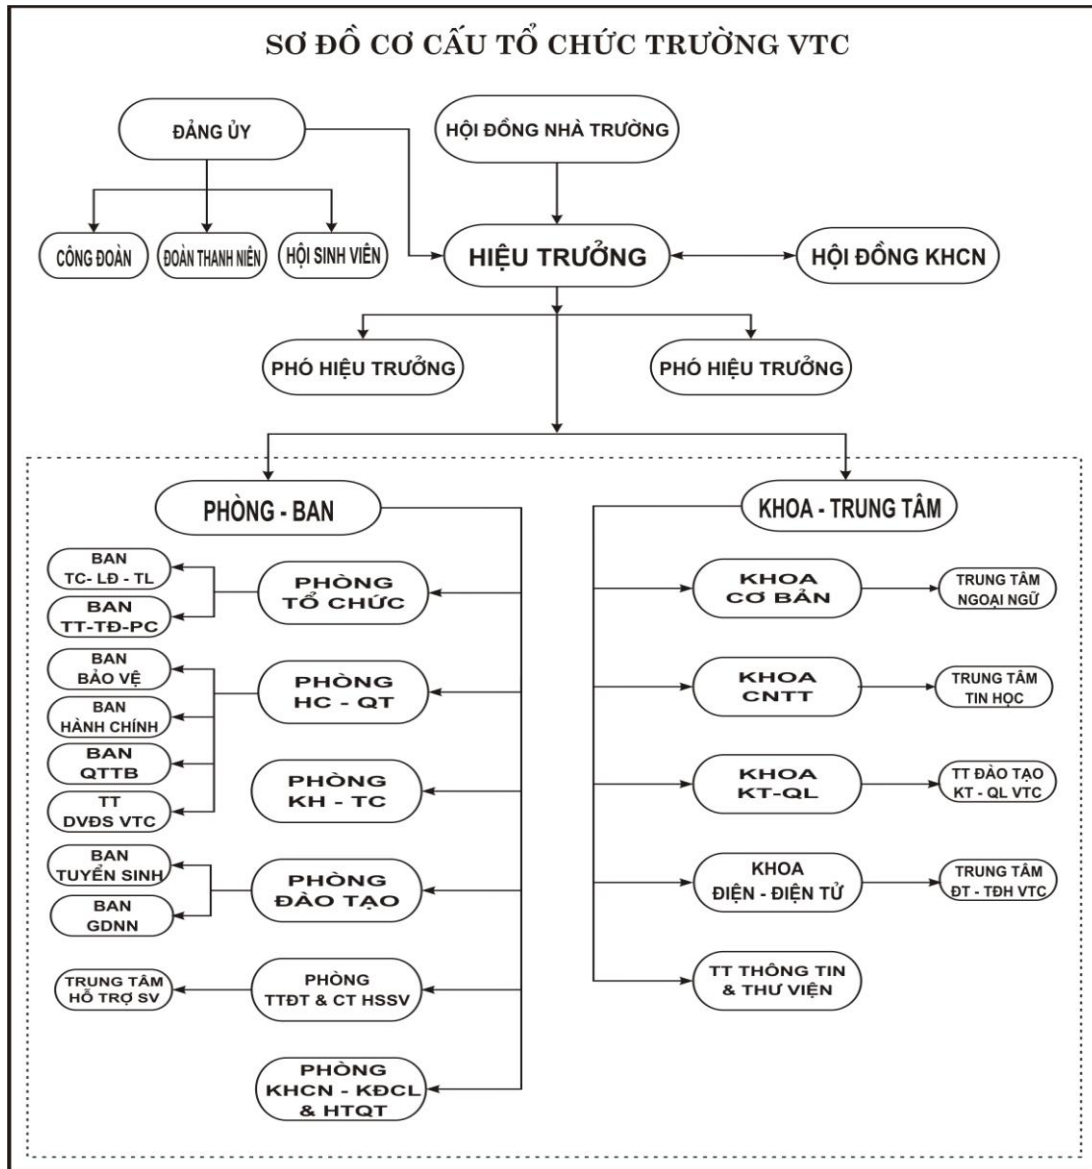 SƠ ĐỒ CƠ CẤU TỔ CHỨC TRƯỜNG VTC
ĐẢNG ỦY
HỘI ĐỒNG NHÀ TRƯỜNG
CÔNG ĐOÀN
ĐOÀN THANH NIÊN
HỘI SINH VIÊN
HIỆU TRƯỞNG
HỘI ĐỒNG KHCN
PHÓ HIỆU TRƯỞNG
PHÓ HIỆU TRƯỞNG
PHÒNG - BAN
BAN
TC- LĐ - TL
BAN
TT-TĐ-PC
PHÒNG
TỔ CHỨC
BAN
BẢO VỆ
BAN
HÀNH CHÍNH
BAN
QTTB
TT
DVĐS VTC
PHÒNG
HC - QT
PHÒNG
KH - TC
BAN
TUYỂN SINH
BAN
GDNN
PHÒNG
ĐÀO TẠO
TRUNG TÂM
HỖ TRỢ SV
PHÒNG
TTĐT & CT HSSV
PHÒNG
KHCN - KĐCL
& HTQT
KHOA - TRUNG TÂM
KHOA
CƠ BẢN
TRUNG TÂM
NGOẠI NGỮ
KHOA
CNTT
TRUNG TÂM
TIN HỌC
KHOA
KT-QL
TT ĐÀO TẠO
KT - QL VTC
KHOA
ĐIỆN - ĐIỆN TỬ
TRUNG TÂM
ĐT - TĐH VTC
TT THÔNG TIN
& THƯ VIỆN